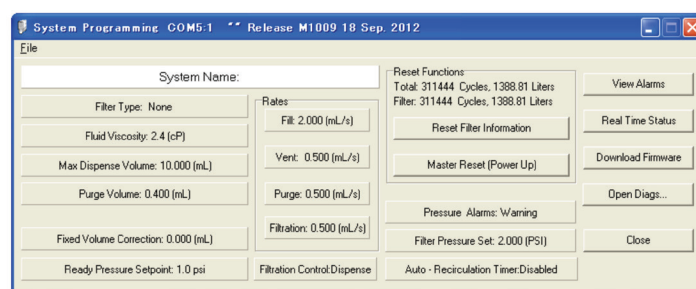 System Programming COM5:1 ** Release M1009 18 Sep. 2012
File
System Name:
Filter Type: None
Fluid Viscosity: 2.4 (cP)
Max Dispense Volume: 10.000 (mL)
Purge Volume: 0.400 (mL)
Fixed Volume Correction: 0.000 (mL)
Ready Pressure Setpoint: 1.0 psi
Rates
Fill: 2.000 (mL/s)
Vent: 0.500 (mL/s)
Purge: 0.500 (mL/s)
Filtration: 0.500 (mL/s)
Filtration Control:Dispense
Reset Functions
Total: 311444 Cycles, 1388.81 Liters
Filter: 311444 Cycles, 1388.81 Liters
Reset Filter Information
Master Reset (Power Up)
Pressure Alarms: Warning
Filter Pressure Set: 2.000 (PSI)
Auto - Recirculation Timer:Disabled
View Alarms
Real Time Status
Download Firmware
Open Diags...
Close